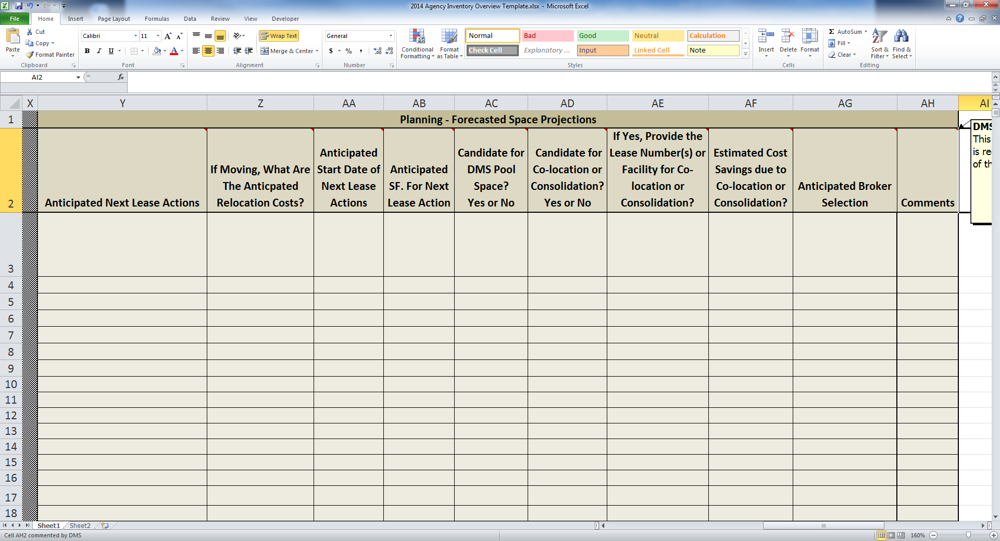 2014 Agency Inventory Overview Template.xlsx - Microsoft Excel
File Home Insert Page Layout Formulas Data Review View Developer
Paste
Cut
Copy
Format Painter
Clipboard
Calibri 11
B I U
Font
Wrap Text
Merge & Center
Alignment
General
$ % ,
Number
Conditional Formatting
Format as Table
Normal Bad Good Neutral Calculation
Check Cell Explanatory ... Input Linked Cell Note
Styles
Insert Delete Format
Cells
Σ AutoSum
Fill
Clear
Sort & Filter
Find & Select
Editing
AI2 fx
X Y Z AA AB AC AD AE AF AG AH AI
1 Planning - Forecasted Space Projections
2
Anticipated Next Lease Actions
If Moving, What Are
The Anticpated
Relocation Costs?
Anticipated
Start Date of
Next Lease
Actions
Anticipated
SF. For Next
Lease Action
Candidate for
DMS Pool
Space?
Yes or No
Candidate for
Co-location or
Consolidation?
Yes or No
If Yes, Provide the
Lease Number(s) or
Facility for Co-
location or
Consolidation?
Estimated Cost
Savings due to
Co-location or
Consolidation?
Anticipated Broker
Selection
Comments
DMS
This
is re
of th
3
4
5
6
7
8
9
10
11
12
13
14
15
16
17
18
Sheet1 Sheet2
Cell AH2 commented by DMS 160%